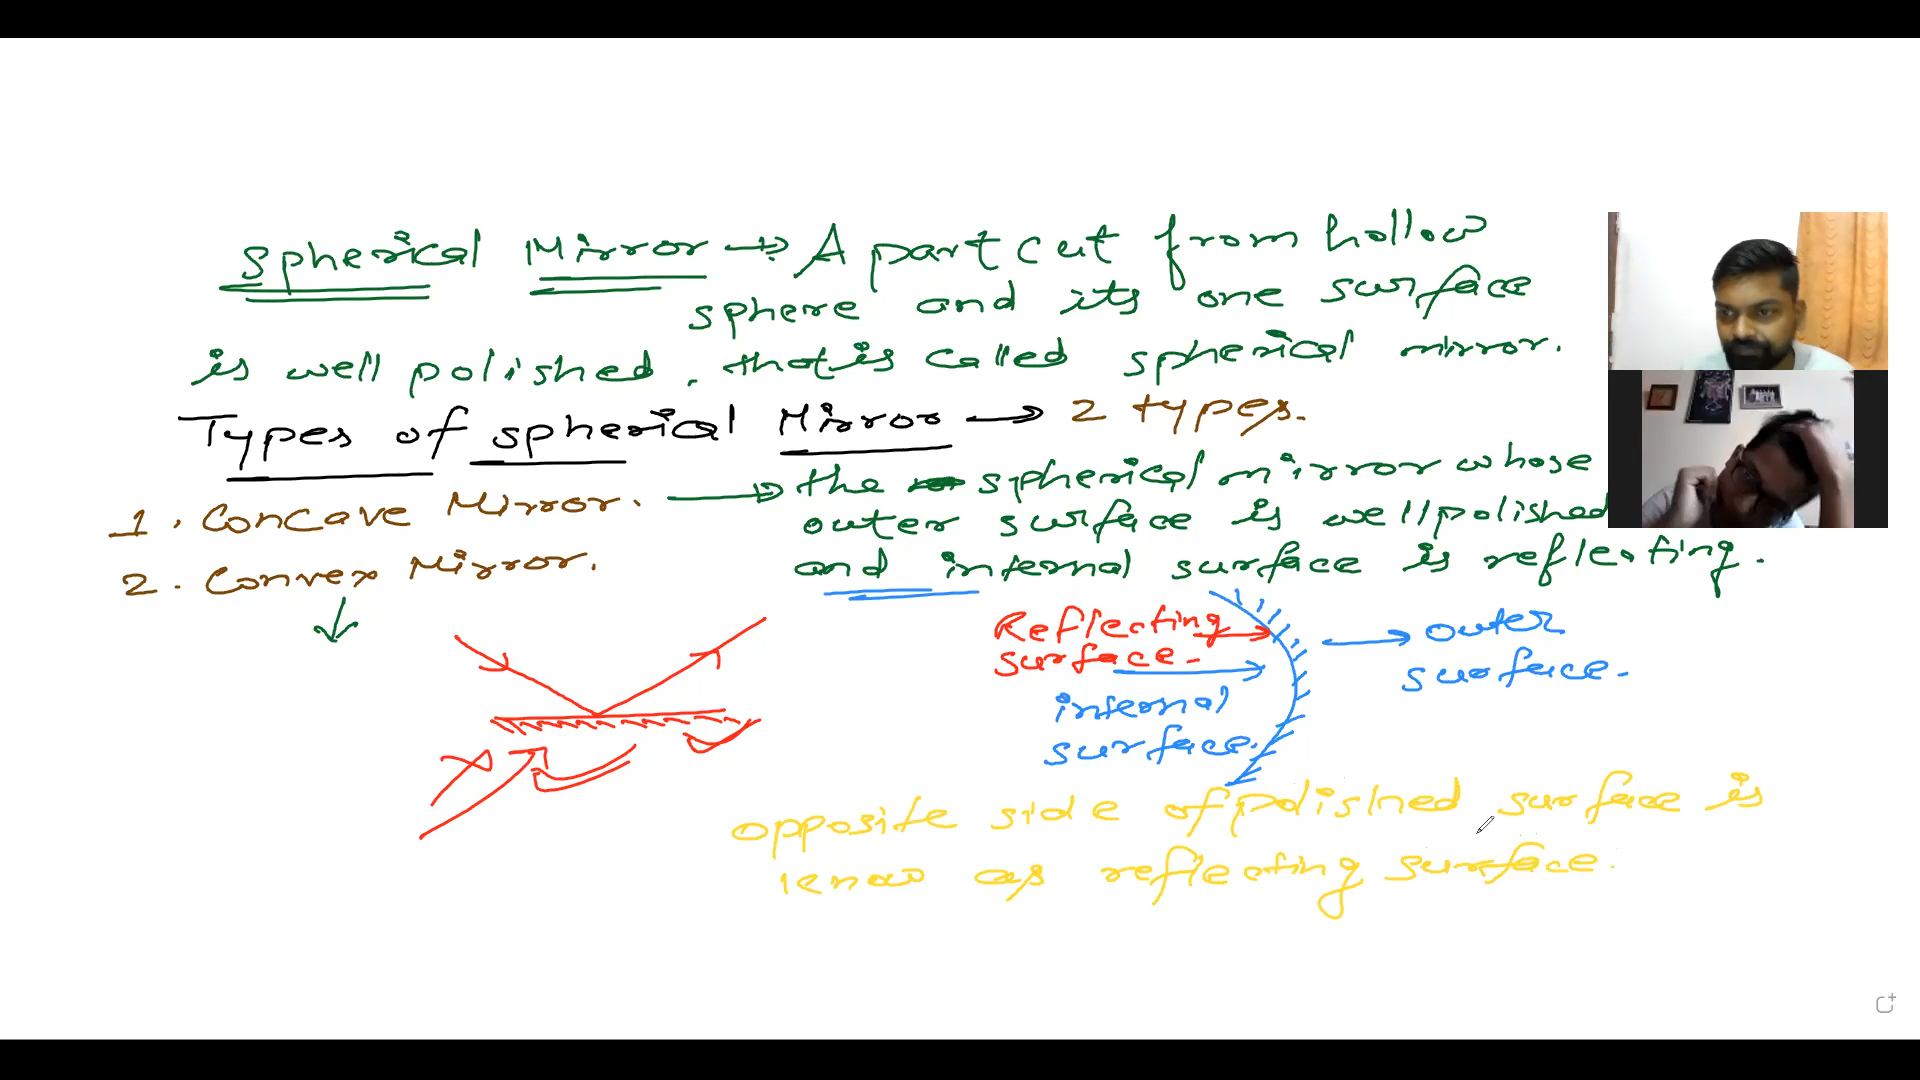 Spherical Mirror → A part cut from hollow
sphere and its one surface
is well polished, that is called spherical mirror.
Types of spherical Mirror → 2 types.
1. Concave Mirror. → the spherical mirror whose
outer surface is well polished
2. Convex Mirror.
and internal surface is reflecting.
Reflecting
surface.
outer
surface.
internal
surface.
opposite side of polished surface is
know as reflecting surface.